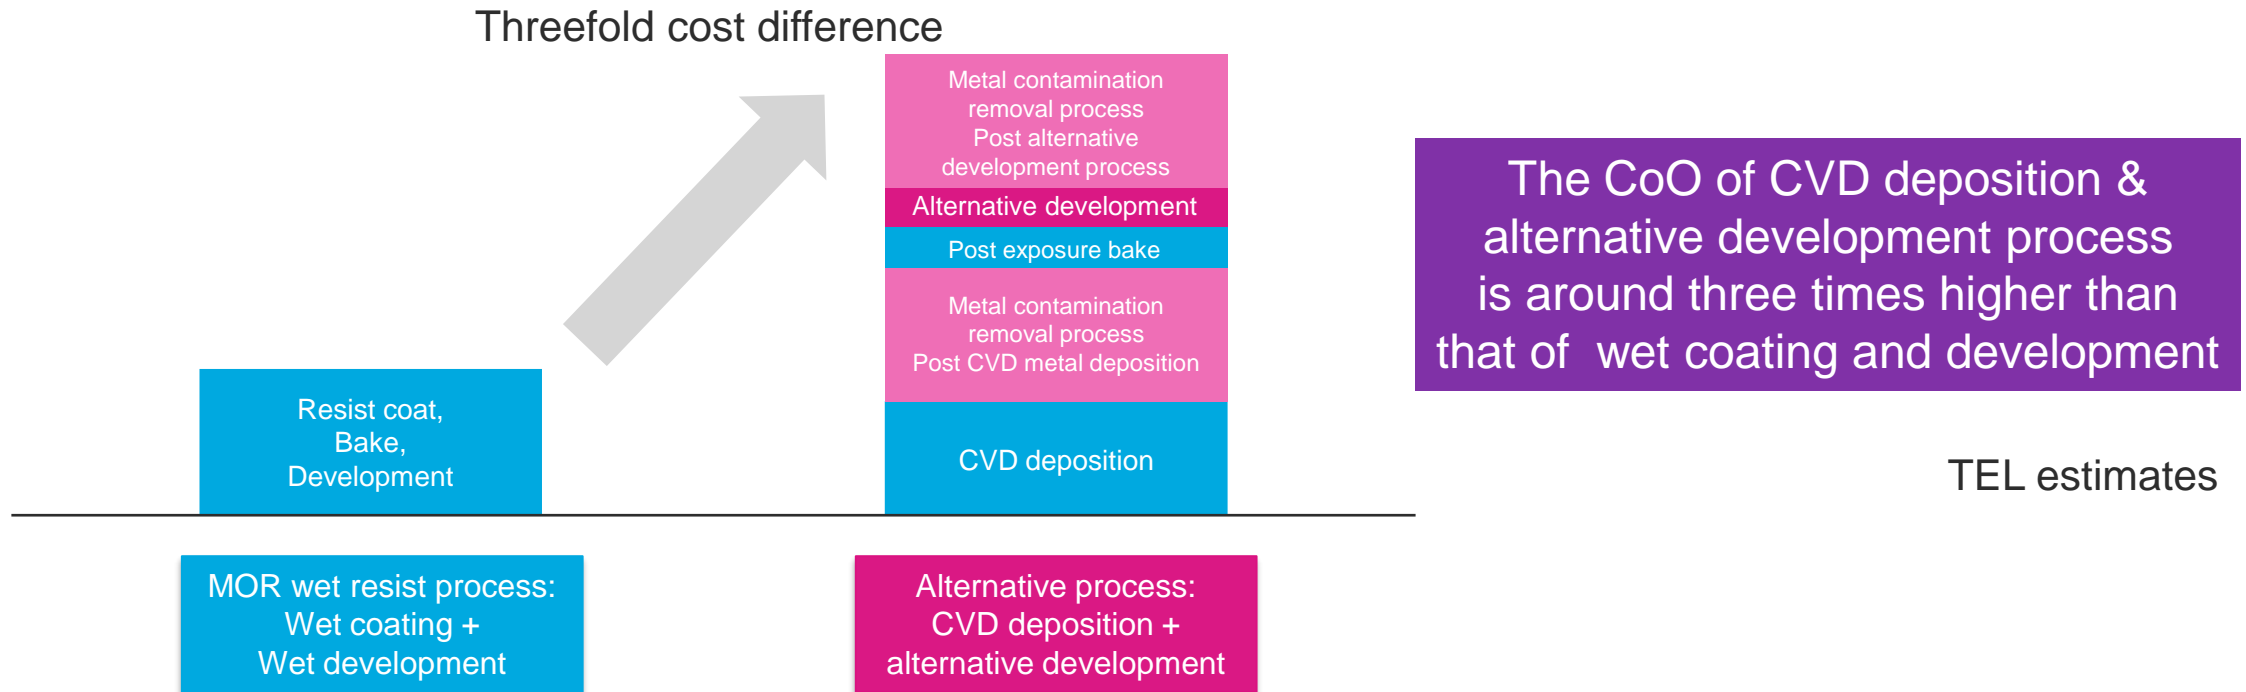 Threefold cost difference
Metal contamination
removal process
Post alternative
development process
Alternative development
Post exposure bake
Metal contamination
removal process
Post CVD metal deposition
CVD deposition
Resist coat,
Bake,
Development
The CoO of CVD deposition &
alternative development process
is around three times higher than
that of  wet coating and development
TEL estimates
MOR wet resist process:
Wet coating +
Wet development
Alternative process:
CVD deposition +
alternative development